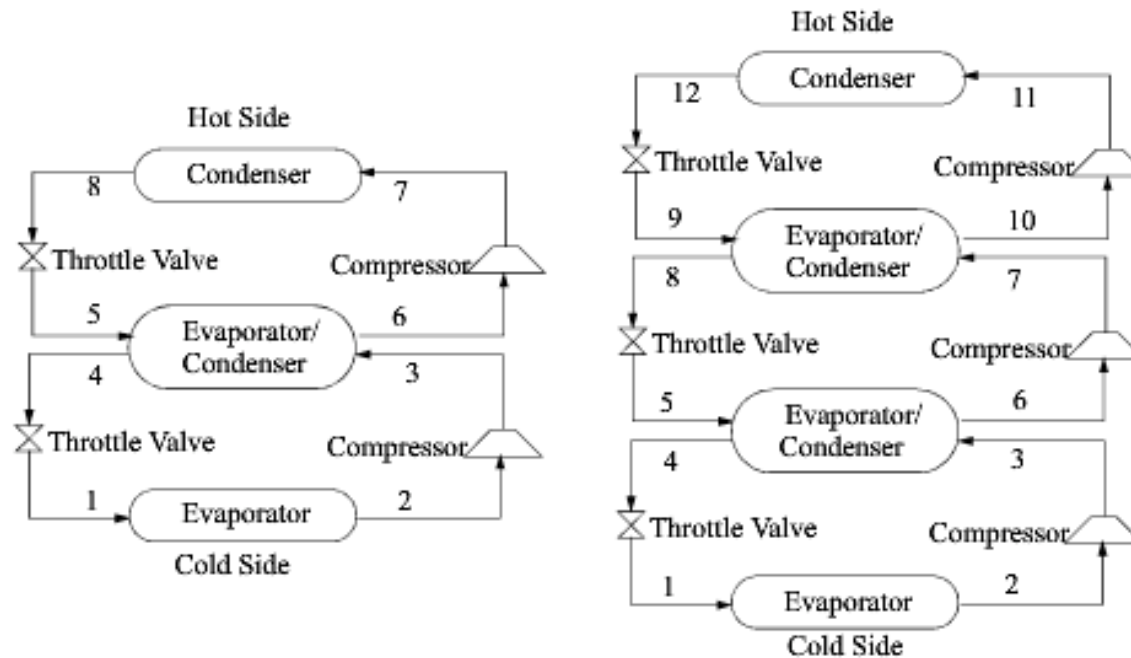 Hot Side
Condenser
8
7
Throttle Valve
Compressor
5
6
Evaporator/
Condenser
4
3
Throttle Valve
Compressor
1
2
Evaporator
Cold Side
Hot Side
Condenser
12
11
Throttle Valve
Compressor
9
10
Evaporator/
Condenser
8
7
Throttle Valve
Compressor
5
6
Evaporator/
Condenser
4
3
Throttle Valve
Compressor
1
2
Evaporator
Cold Side